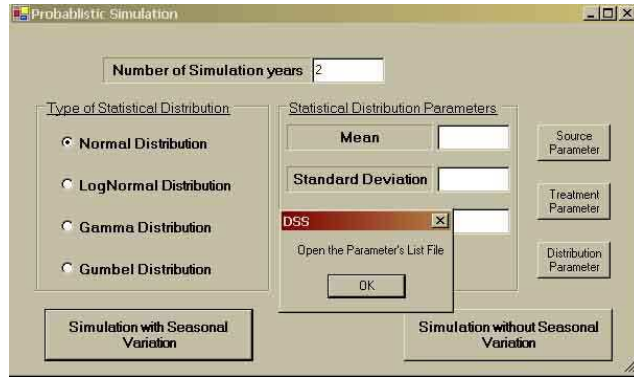 Probablistic Simulation
Number of Simulation years 2
Type of Statistical Distribution
Normal Distribution
LogNormal Distribution
Gamma Distribution
Gumbel Distribution
Statistical Distribution Parameters
Mean
Standard Deviation
DSS
Open the Parameter's List File
OK
Source
Parameter
Treatment
Parameter
Distribution
Parameter
Simulation with Seasonal
Variation
Simulation without Seasonal
Variation